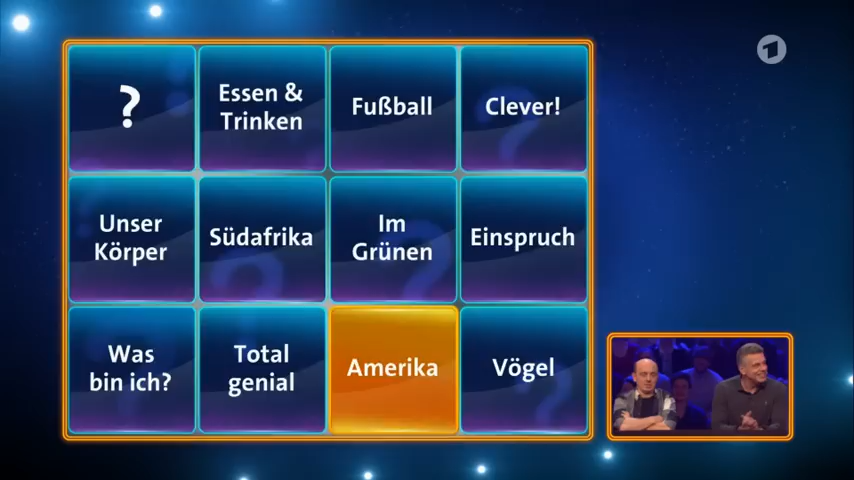 ?
Essen &
Trinken
Fußball
Clever!
Unser
Körper
Südafrika
Im
Grünen
Einspruch
Was
bin ich?
Total
genial
Amerika
Vögel
1